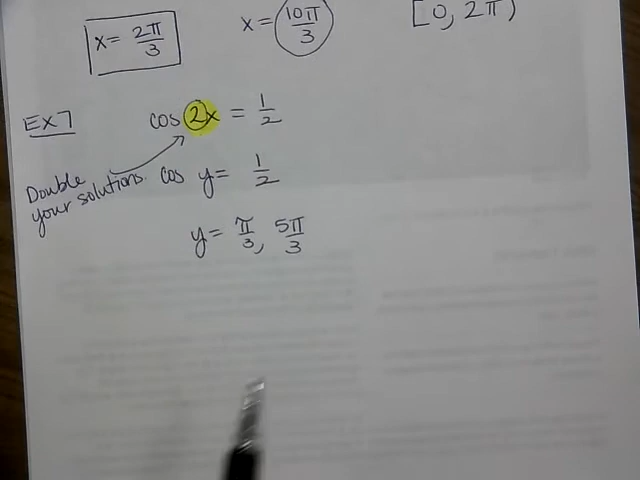 x = 2π/3 x = 10π/3 [0, 2π)
Ex 7 cos 2x = 1/2
Double your solutions. cos y = 1/2
y = π/3, 5π/3